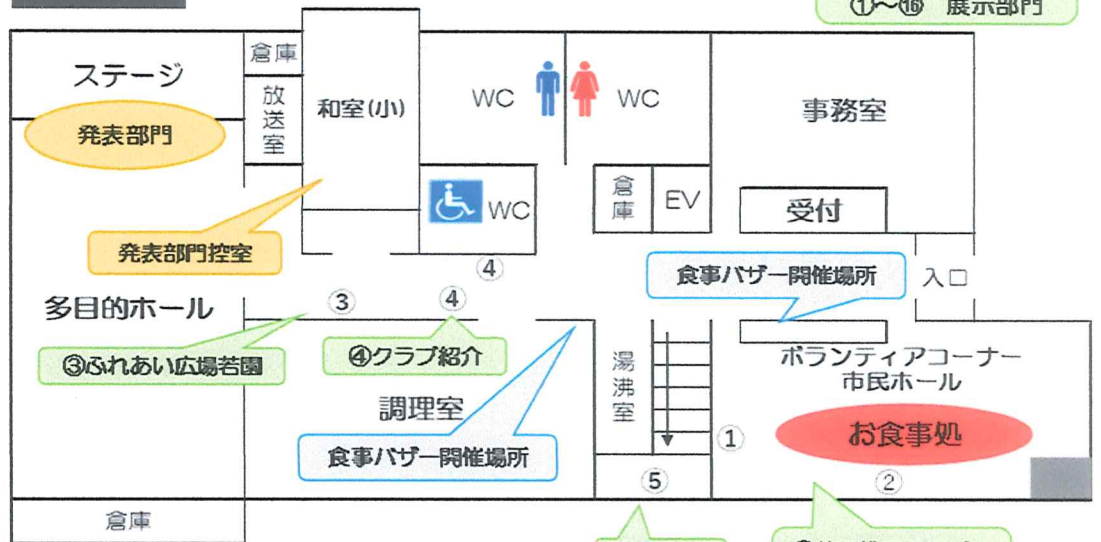 ①～⑯ 展示部門
ステージ
発表部門
倉庫
放送室
和室(小)
WC
WC
事務室
WC
倉庫
EV
受付
発表部門控室
食事バザー開催場所
入口
④
多目的ホール
③
④
③ふれあい広場若園
④クラブ紹介
湯沸室
ボランティアコーナー
市民ホール
調理室
お食事処
食事バザー開催場所
①
⑤
②
倉庫